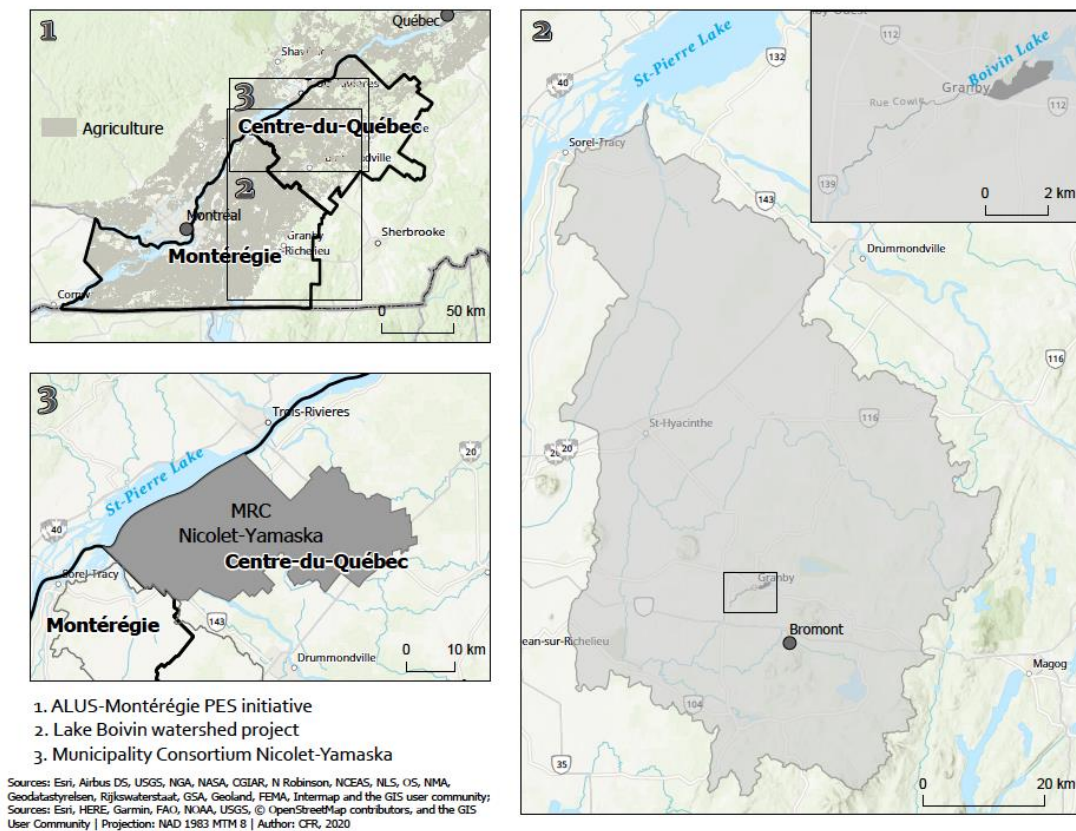 1
Québec
3
Agriculture
Centre-du-Québec
2
Montréal
Granby
Sherbrooke
-Richelieu
Montérégie
0 50 km
3
Trois-Rivieres
20
St-Pierre Lake
40
MRC
Nicolet-Yamaska
Centre-du-Québec
Sorel-Tracy
Montérégie
143
Drummondville
0 10 km
1. ALUS-Montérégie PES initiative
2. Lake Boivin watershed project
3. Municipality Consortium Nicolet-Yamaska
Sources: Esri, Airbus DS, USGS, NGA, NASA, CGIAR, N Robinson, NCEAS, NLS, OS, NMA,
Geodatastyrelsen, Rijkswaterstaat, GSA, Geoland, FEMA, Intermap and the GIS user community;
Sources: Esri, HERE, Garmin, FAO, NOAA, USGS, © OpenStreetMap contributors, and the GIS
User Community | Projection: NAD 1983 MTM 8 | Author: CFR, 2020
2
St-Pierre Lake
132
40
Sorel-Tracy
143
Drummondville
116
St-Hyacinthe
116
20
Granby
Bromont
ean-sur-Richelieu
Magog
104
35
0 20 km
112
Boivin Lake
Granby
Rue Cowie
112
139
0 2 km